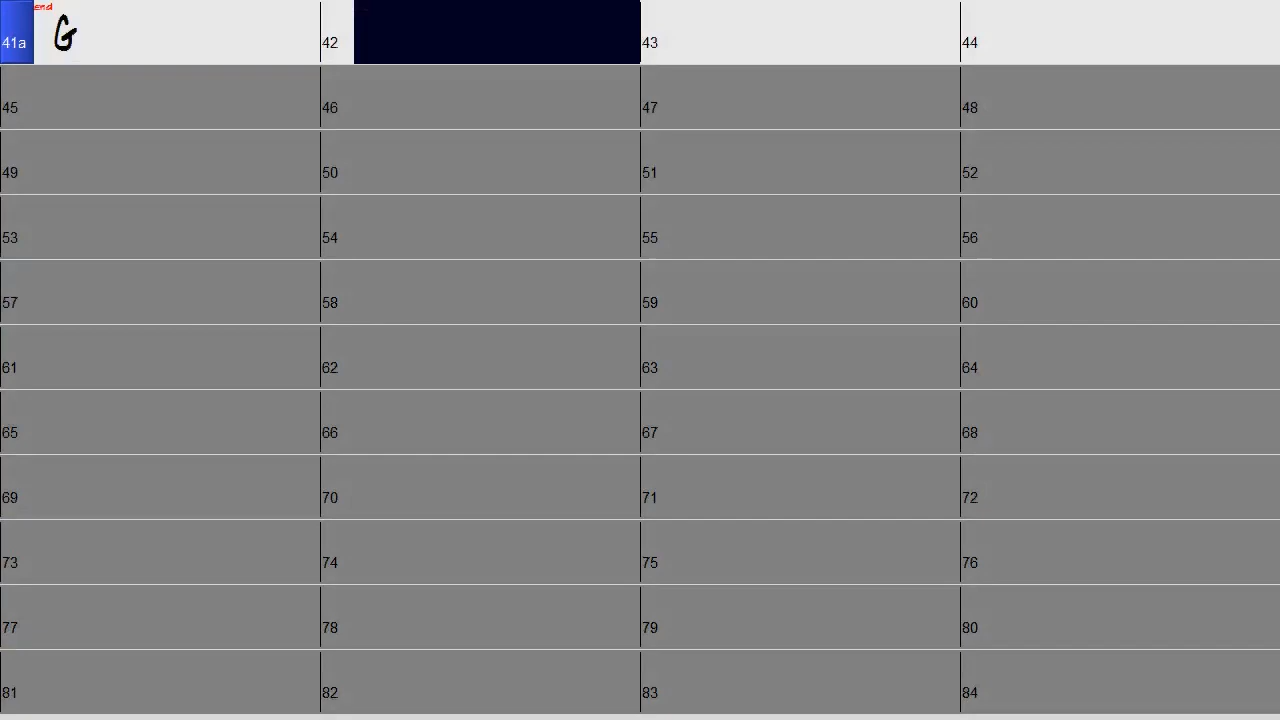 End
41a G 42 43 44
45 46 47 48
49 50 51 52
53 54 55 56
57 58 59 60
61 62 63 64
65 66 67 68
69 70 71 72
73 74 75 76
77 78 79 80
81 82 83 84